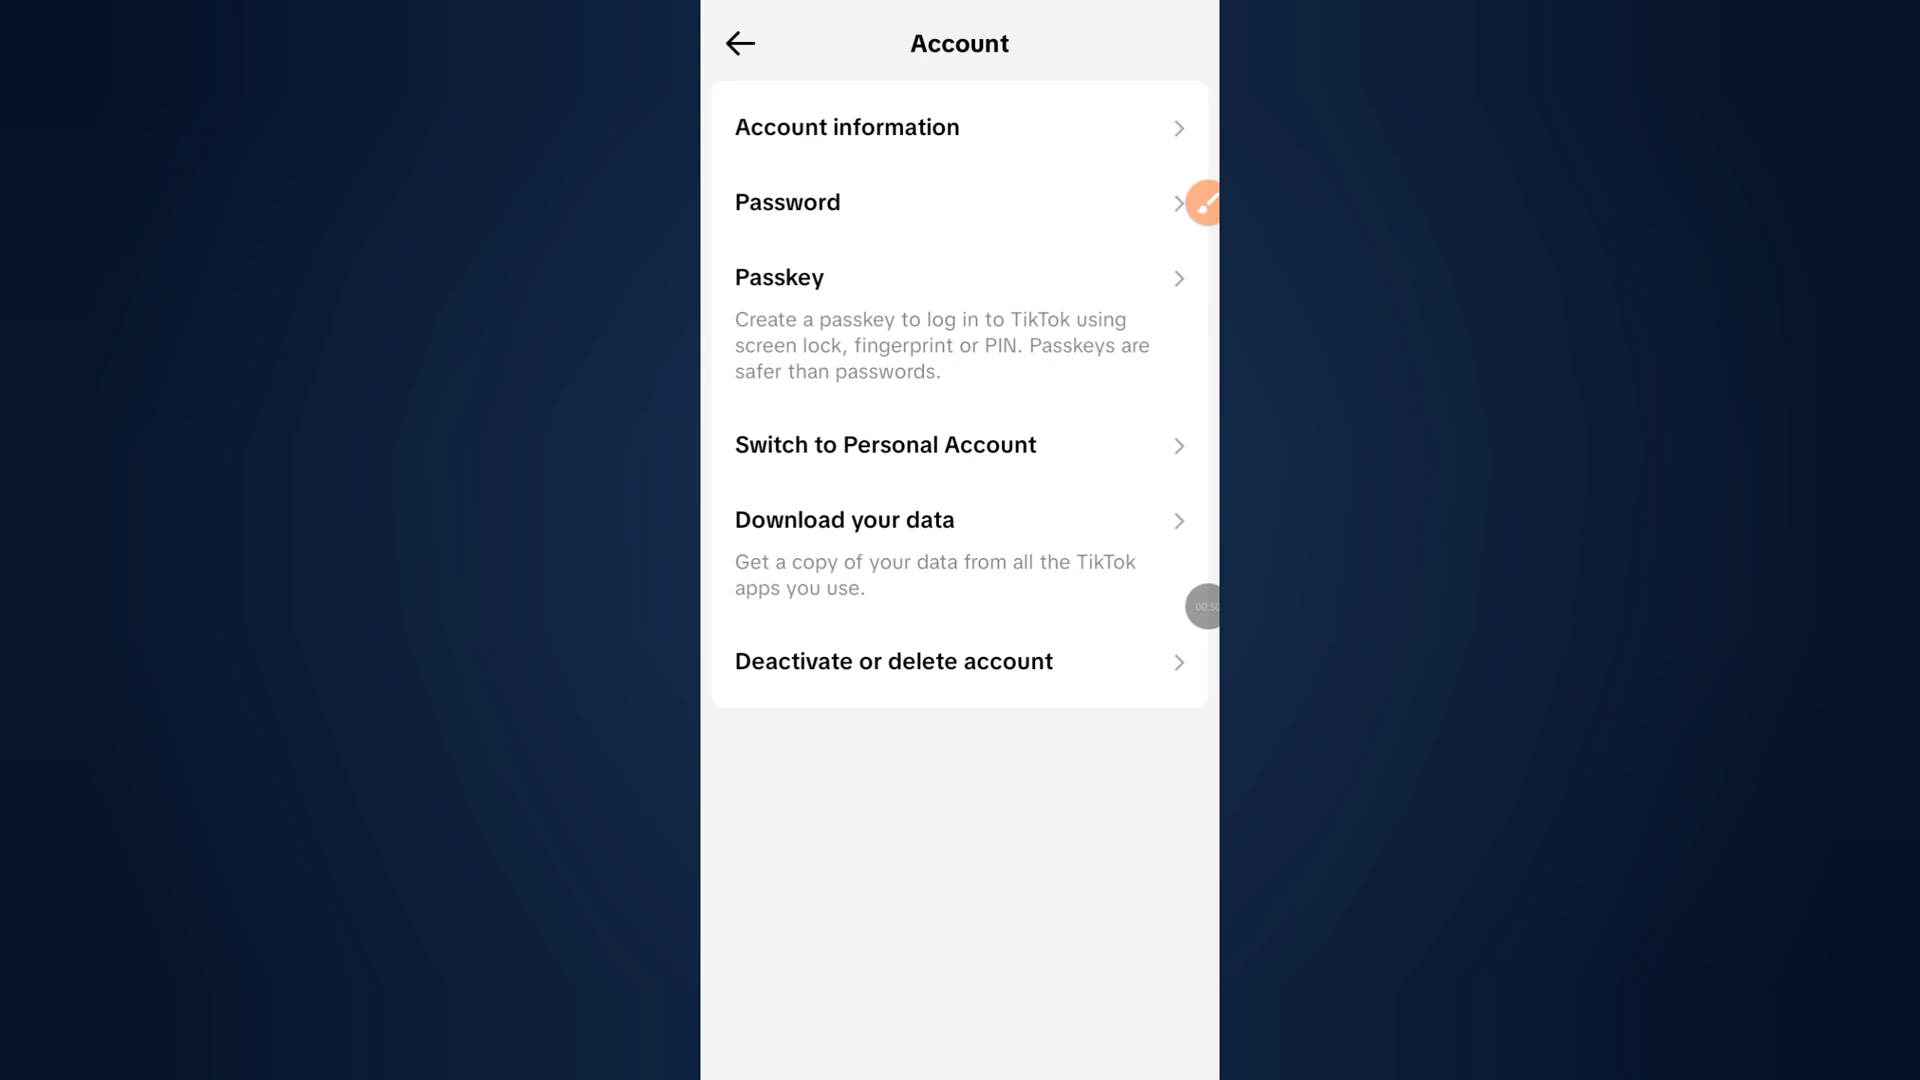 Account
Account information
Password
Passkey
Create a passkey to log in to TikTok using
screen lock, fingerprint or PIN. Passkeys are
safer than passwords.
Switch to Personal Account
Download your data
Get a copy of your data from all the TikTok
apps you use.
00:50
Deactivate or delete account